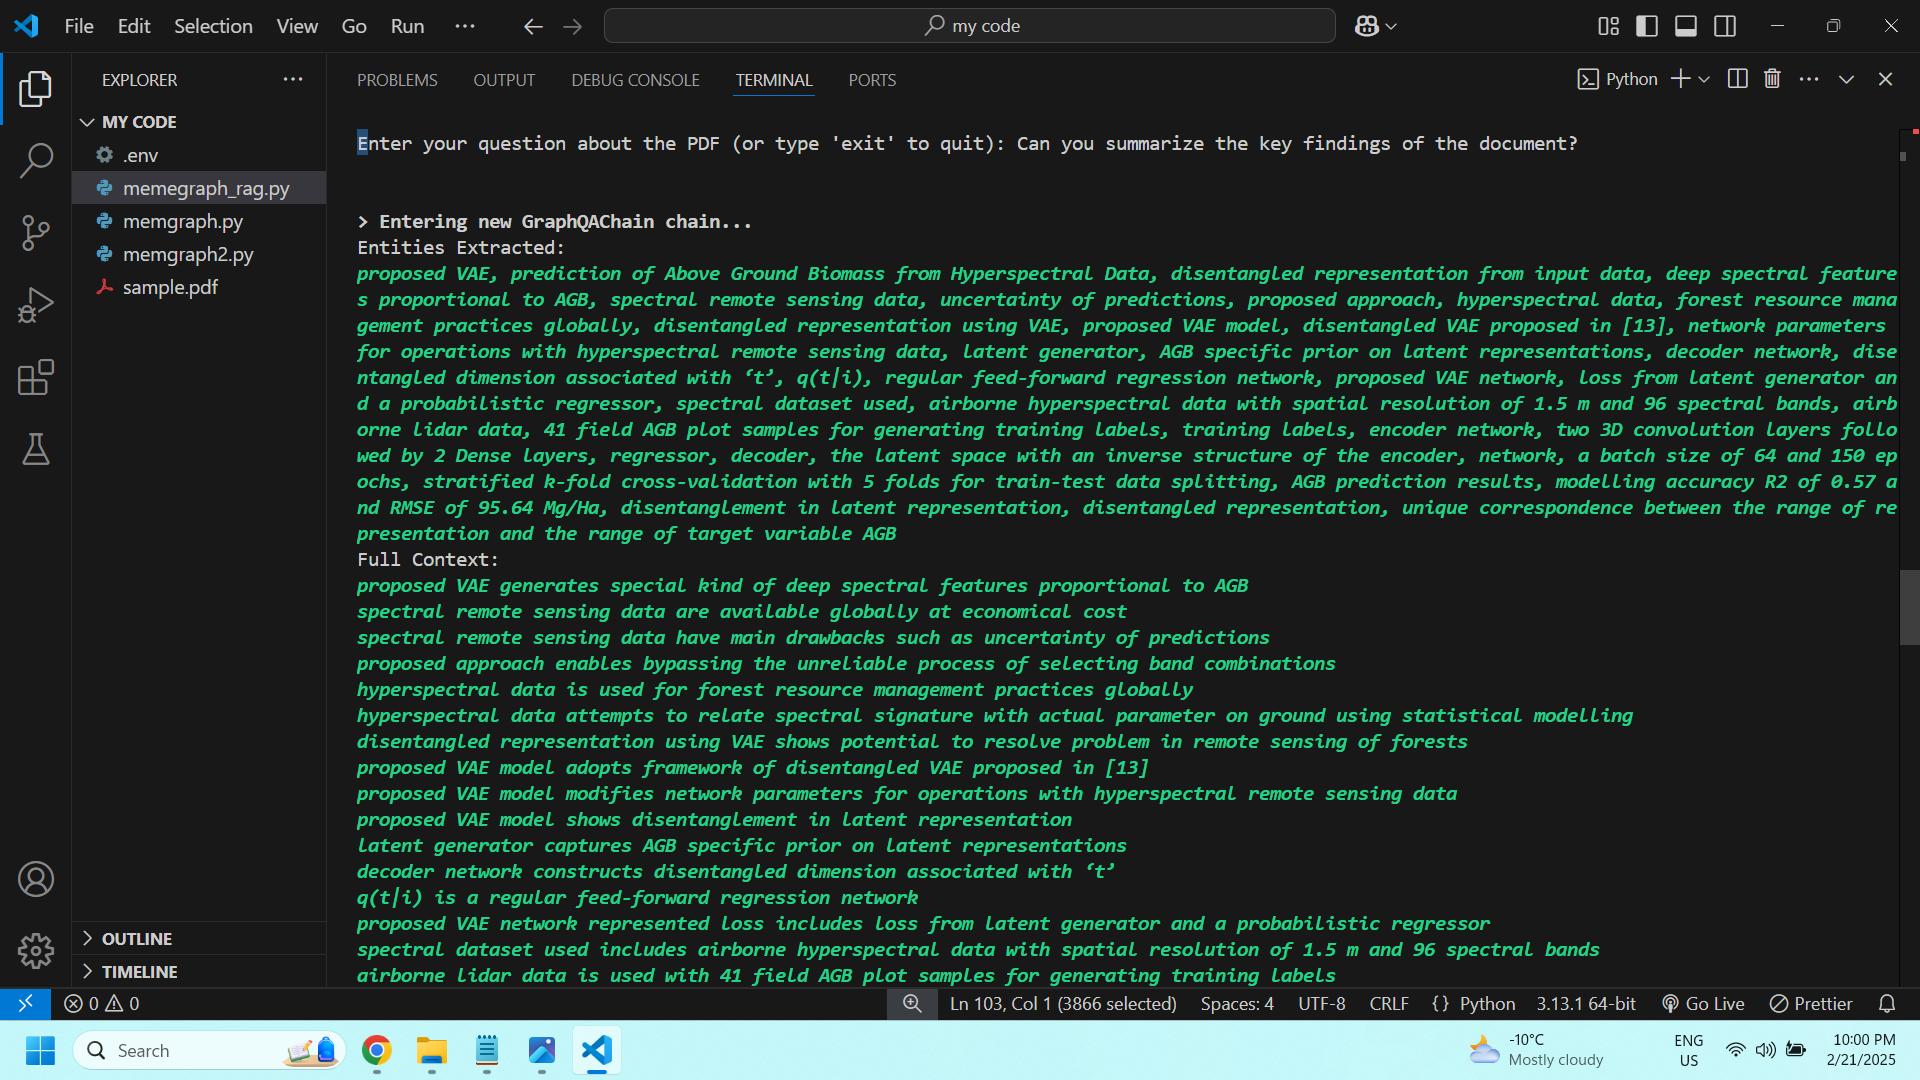 File Edit Selection View Go Run ···
my code
EXPLORER
MY CODE
.env
memegraph_rag.py
memgraph.py
memgraph2.py
sample.pdf
OUTLINE
TIMELINE
PROBLEMS OUTPUT DEBUG CONSOLE TERMINAL PORTS
Python
Enter your question about the PDF (or type 'exit' to quit): Can you summarize the key findings of the document?
> Entering new GraphQAChain chain...
Entities Extracted:
proposed VAE, prediction of Above Ground Biomass from Hyperspectral Data, disentangled representation from input data, deep spectral feature
s proportional to AGB, spectral remote sensing data, uncertainty of predictions, proposed approach, hyperspectral data, forest resource mana
gement practices globally, disentangled representation using VAE, proposed VAE model, disentangled VAE proposed in [13], network parameters
for operations with hyperspectral remote sensing data, latent generator, AGB specific prior on latent representations, decoder network, dise
ntangled dimension associated with ‘t’, q(t|i), regular feed-forward regression network, proposed VAE network, loss from latent generator an
d a probabilistic regressor, spectral dataset used, airborne hyperspectral data with spatial resolution of 1.5 m and 96 spectral bands, airb
orne lidar data, 41 field AGB plot samples for generating training labels, training labels, encoder network, two 3D convolution layers follo
wed by 2 Dense layers, regressor, decoder, the latent space with an inverse structure of the encoder, network, a batch size of 64 and 150 ep
ochs, stratified k-fold cross-validation with 5 folds for train-test data splitting, AGB prediction results, modelling accuracy R2 of 0.57 a
nd RMSE of 95.64 Mg/Ha, disentanglement in latent representation, disentangled representation, unique correspondence between the range of re
presentation and the range of target variable AGB
Full Context:
proposed VAE generates special kind of deep spectral features proportional to AGB
spectral remote sensing data are available globally at economical cost
spectral remote sensing data have main drawbacks such as uncertainty of predictions
proposed approach enables bypassing the unreliable process of selecting band combinations
hyperspectral data is used for forest resource management practices globally
hyperspectral data attempts to relate spectral signature with actual parameter on ground using statistical modelling
disentangled representation using VAE shows potential to resolve problem in remote sensing of forests
proposed VAE model adopts framework of disentangled VAE proposed in [13]
proposed VAE model modifies network parameters for operations with hyperspectral remote sensing data
proposed VAE model shows disentanglement in latent representation
latent generator captures AGB specific prior on latent representations
decoder network constructs disentangled dimension associated with ‘t’
q(t|i) is a regular feed-forward regression network
proposed VAE network represented loss includes loss from latent generator and a probabilistic regressor
spectral dataset used includes airborne hyperspectral data with spatial resolution of 1.5 m and 96 spectral bands
airborne lidar data is used with 41 field AGB plot samples for generating training labels
0 0 Ln 103, Col 1 (3866 selected) Spaces: 4 UTF-8 CRLF {} Python 3.13.1 64-bit Go Live Prettier
Search
-10°C
Mostly cloudy
ENG
US
10:00 PM
2/21/2025